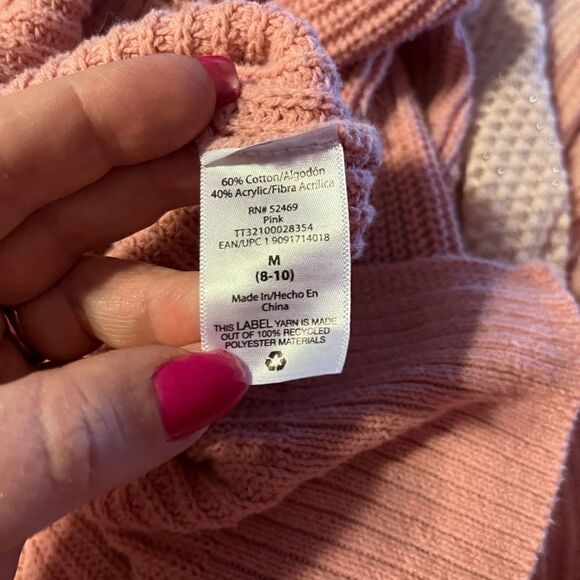 60% Cotton/Algodón
40% Acrylic/Fibra Acrílica
RN# 52469
Pink
TT32100028354
EAN/UPC 1 9091714018
M
(8-10)
Made In/Hecho En
China
THIS LABEL YARN IS MADE
OUT OF 100% RECYCLED
POLYESTER MATERIALS